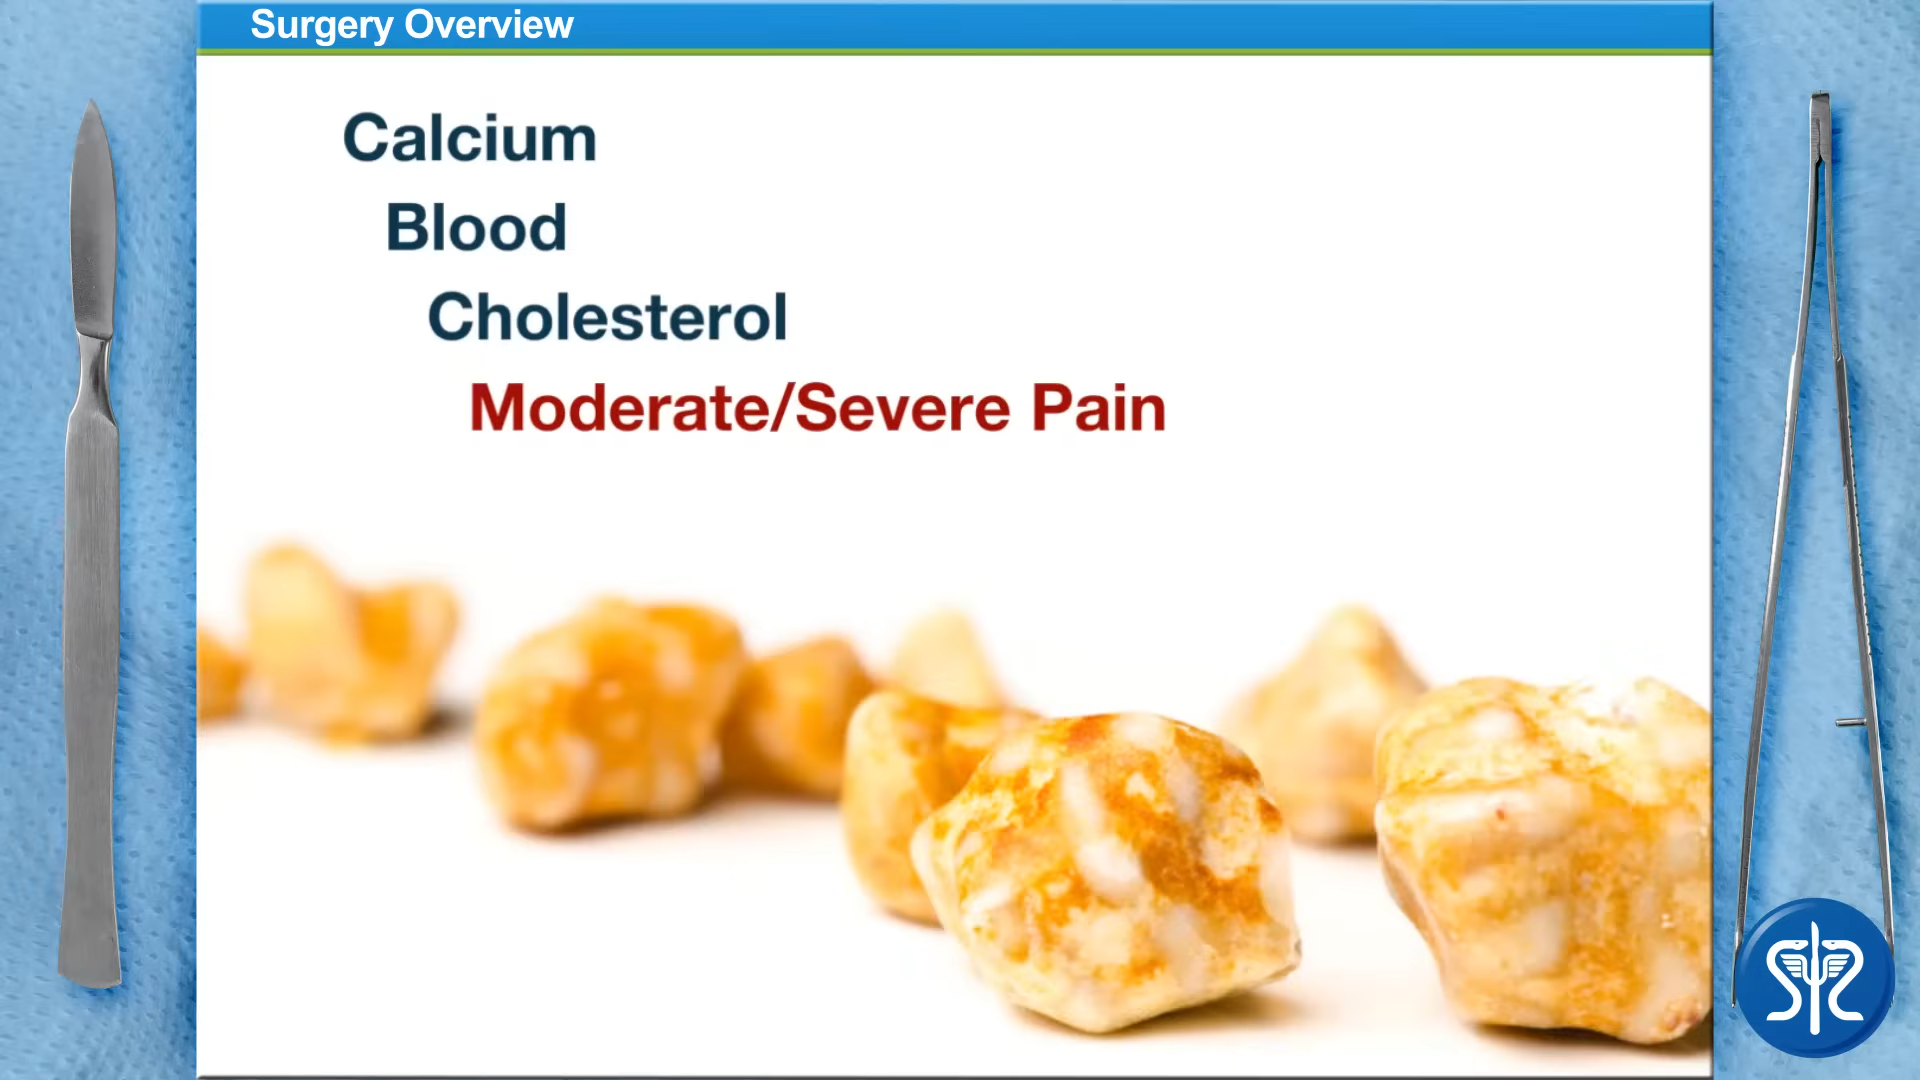 Surgery Overview
Calcium
Blood
Cholesterol
Moderate/Severe Pain